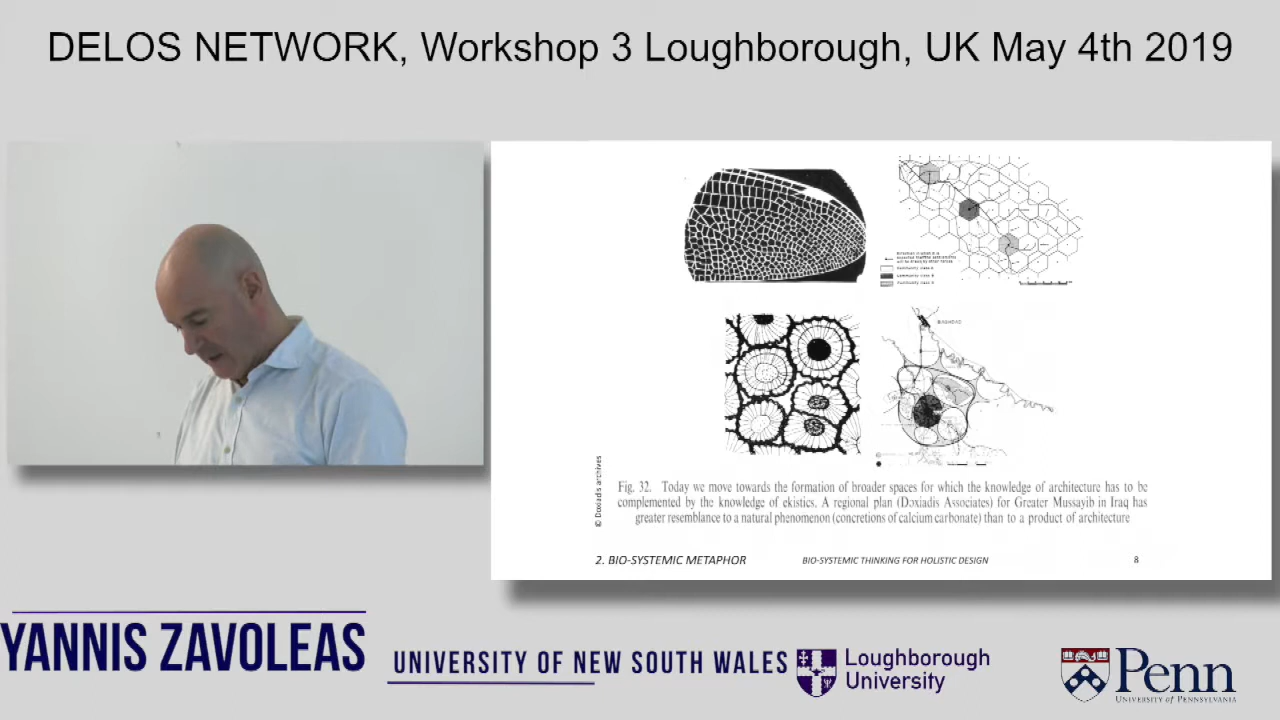 DELOS NETWORK, Workshop 3 Loughborough, UK May 4th 2019
BAGHDAD
© Doxiadis archives
Fig. 32. Today we move towards the formation of broader spaces for which the knowledge of architecture has to be
complemented by the knowledge of ekistics. A regional plan (Doxiadis Associates) for Greater Mussayib in Iraq has
greater resemblance to a natural phenomenon (concretions of calcium carbonate) than to a product of architecture
2. BIO-SYSTEMIC METAPHOR
BIO-SYSTEMIC THINKING FOR HOLISTIC DESIGN
8
YANNIS ZAVOLEAS
UNIVERSITY OF NEW SOUTH WALES
Loughborough
University
Penn
UNIVERSITY OF PENNSYLVANIA